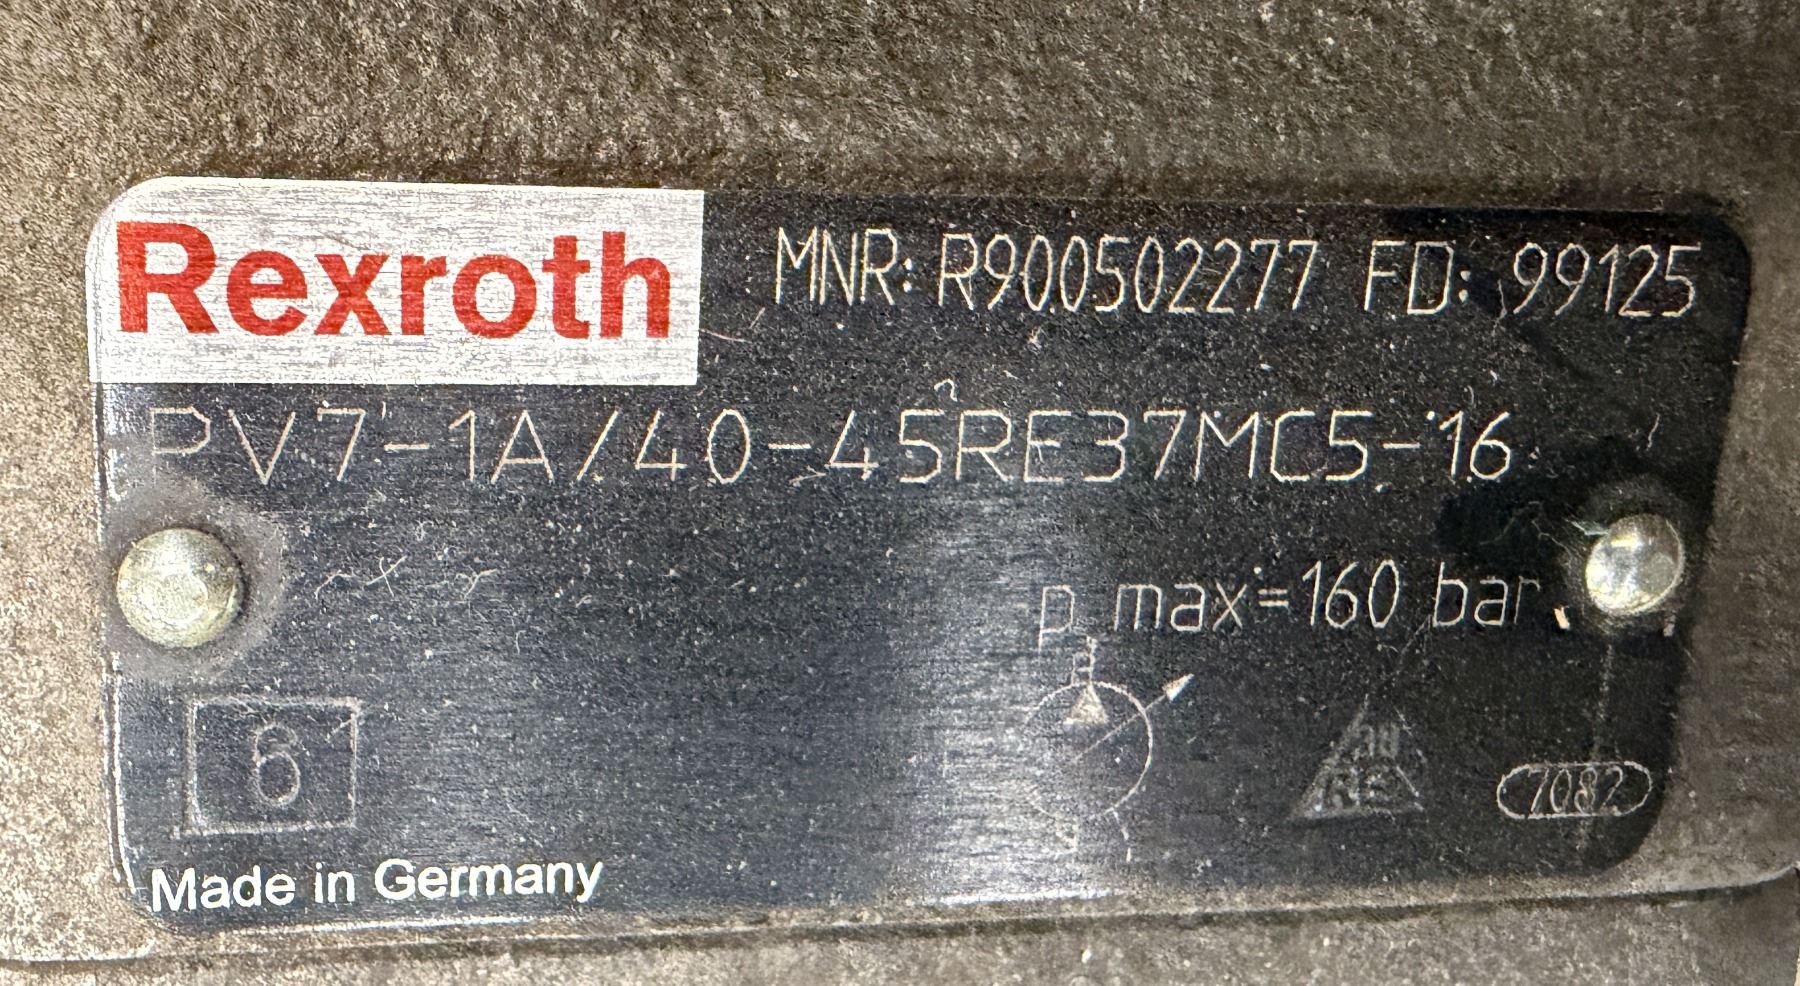 Rexroth MNR: R900502277 FD: 99125
PV7-1A/40-45RE37MC5-16
p max=160 bar
6
7082
Made in Germany